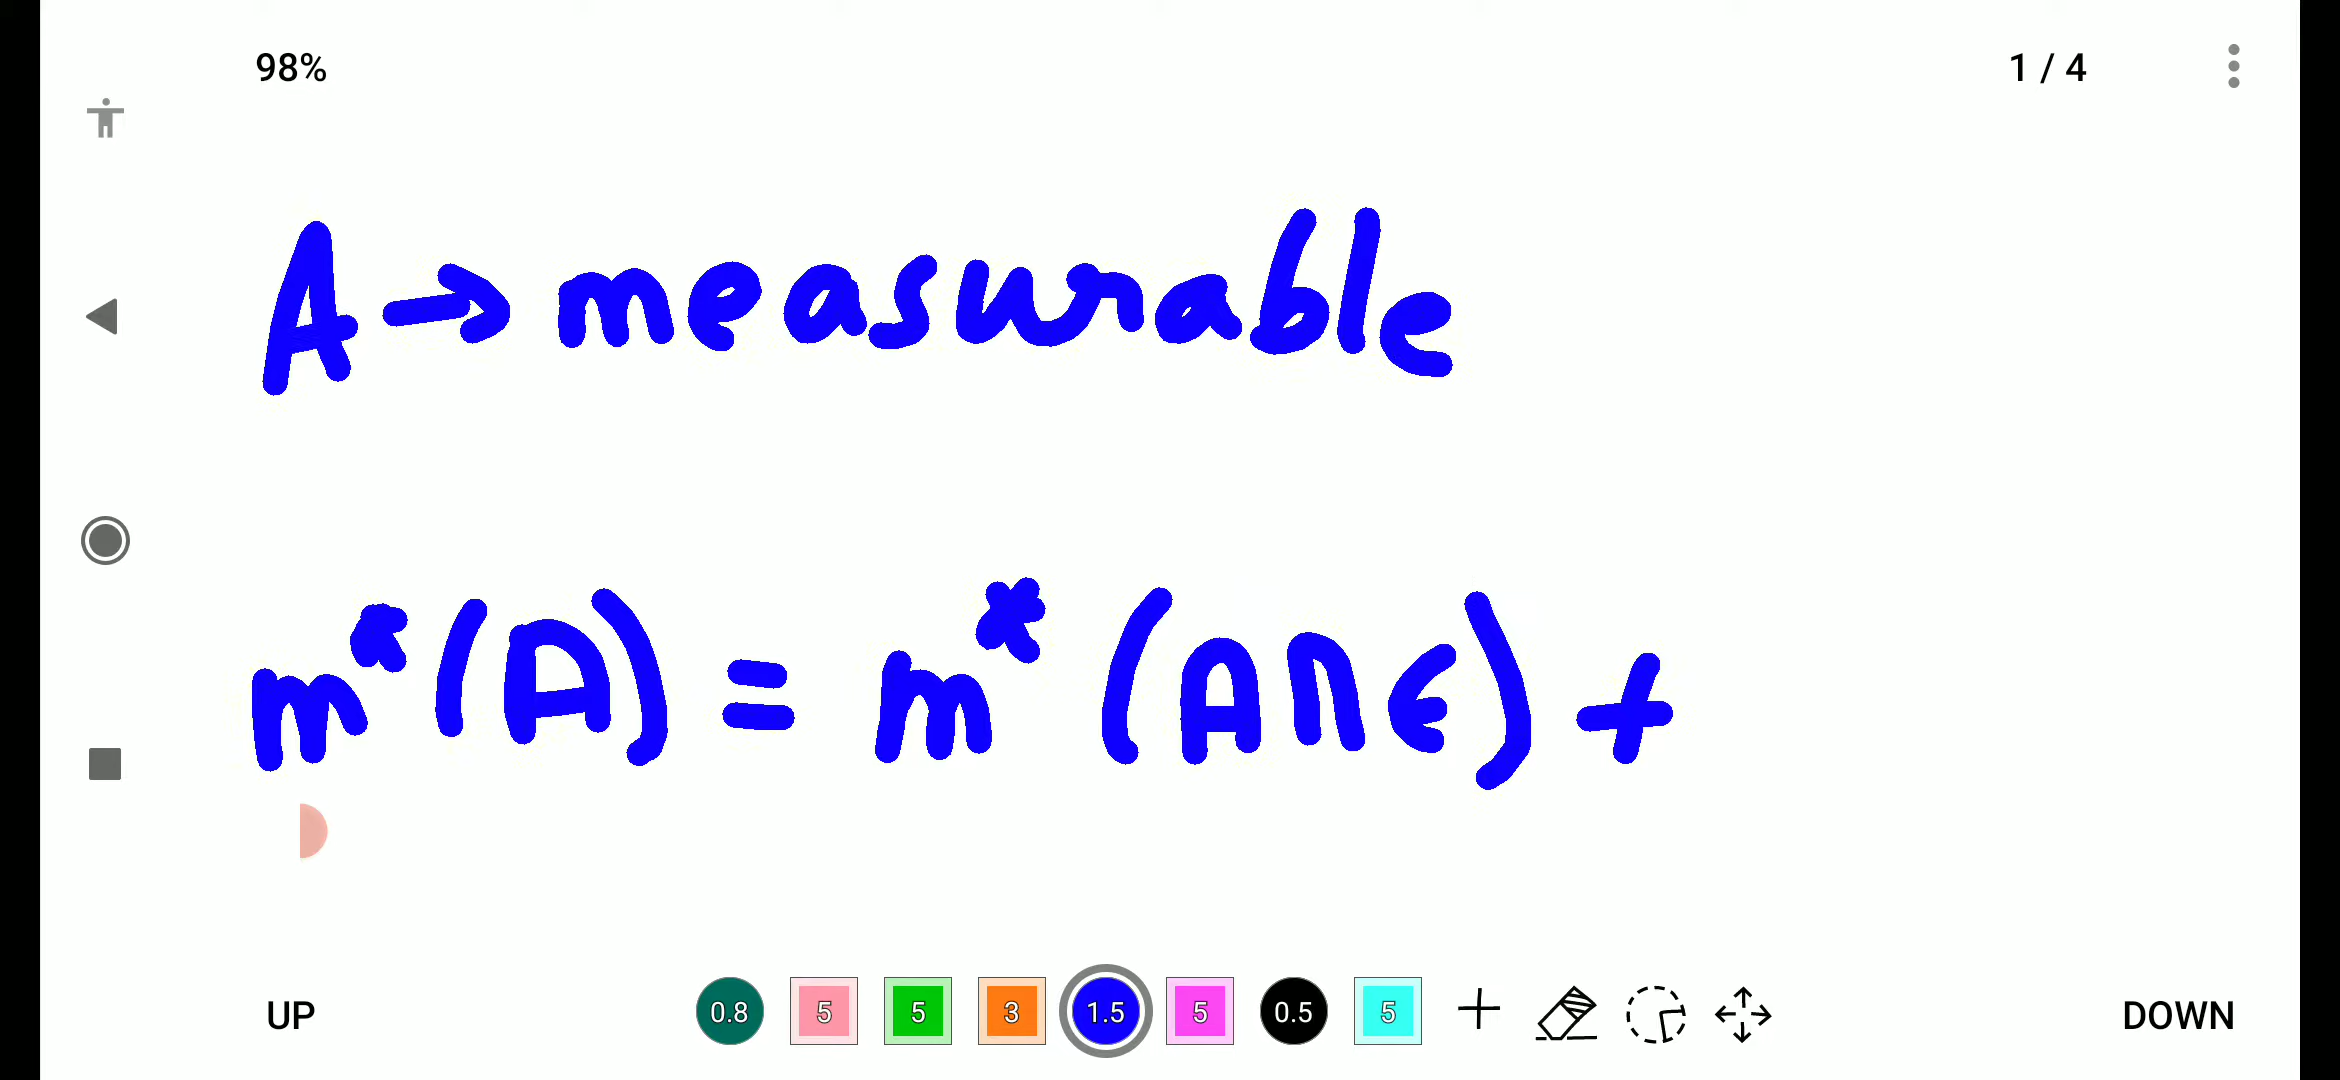 98% 1 / 4
A → measurable
m*(A) = m*(A∩E) +
UP 0.8 5 5 3 1.5 5 0.5 5 DOWN